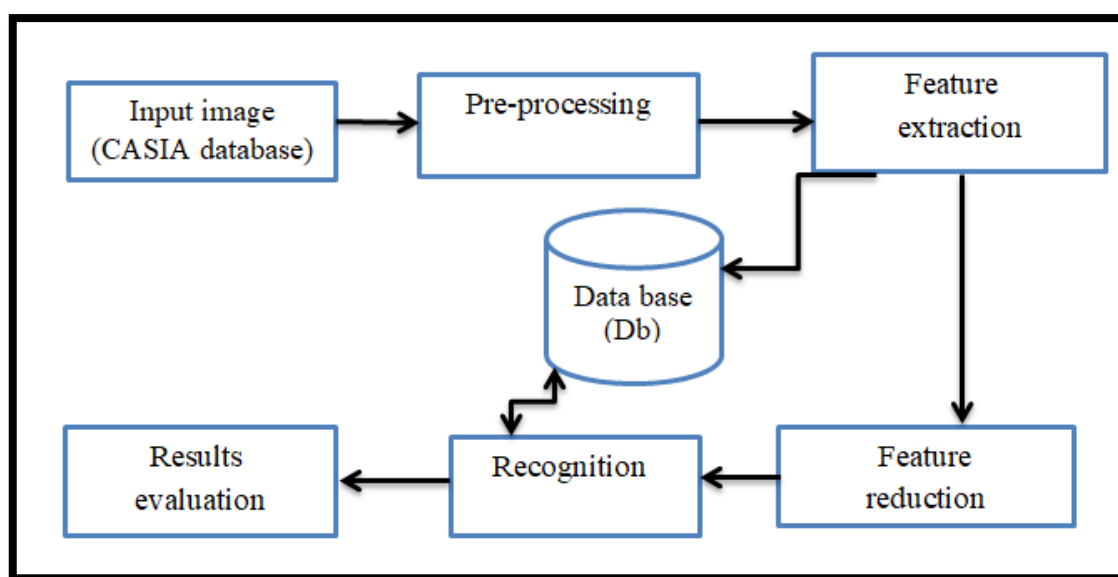 Input image
(CASIA database)
Pre-processing
Feature
extraction
Data base
(Db)
Results
evaluation
Recognition
Feature
reduction